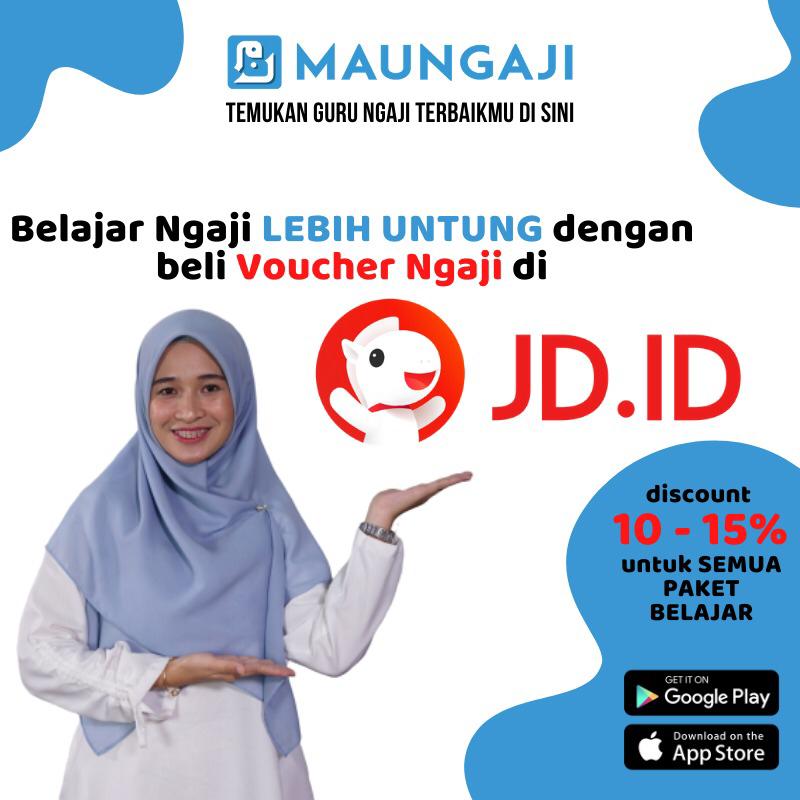 MAUNGAJI
TEMUKAN GURU NGAJI TERBAIKMU DI SINI
Belajar Ngaji LEBIH UNTUNG dengan
beli Voucher Ngaji di
JD.ID
discount
10 - 15%
untuk SEMUA
PAKET
BELAJAR
GET IT ON
Google Play
Download on the
App Store